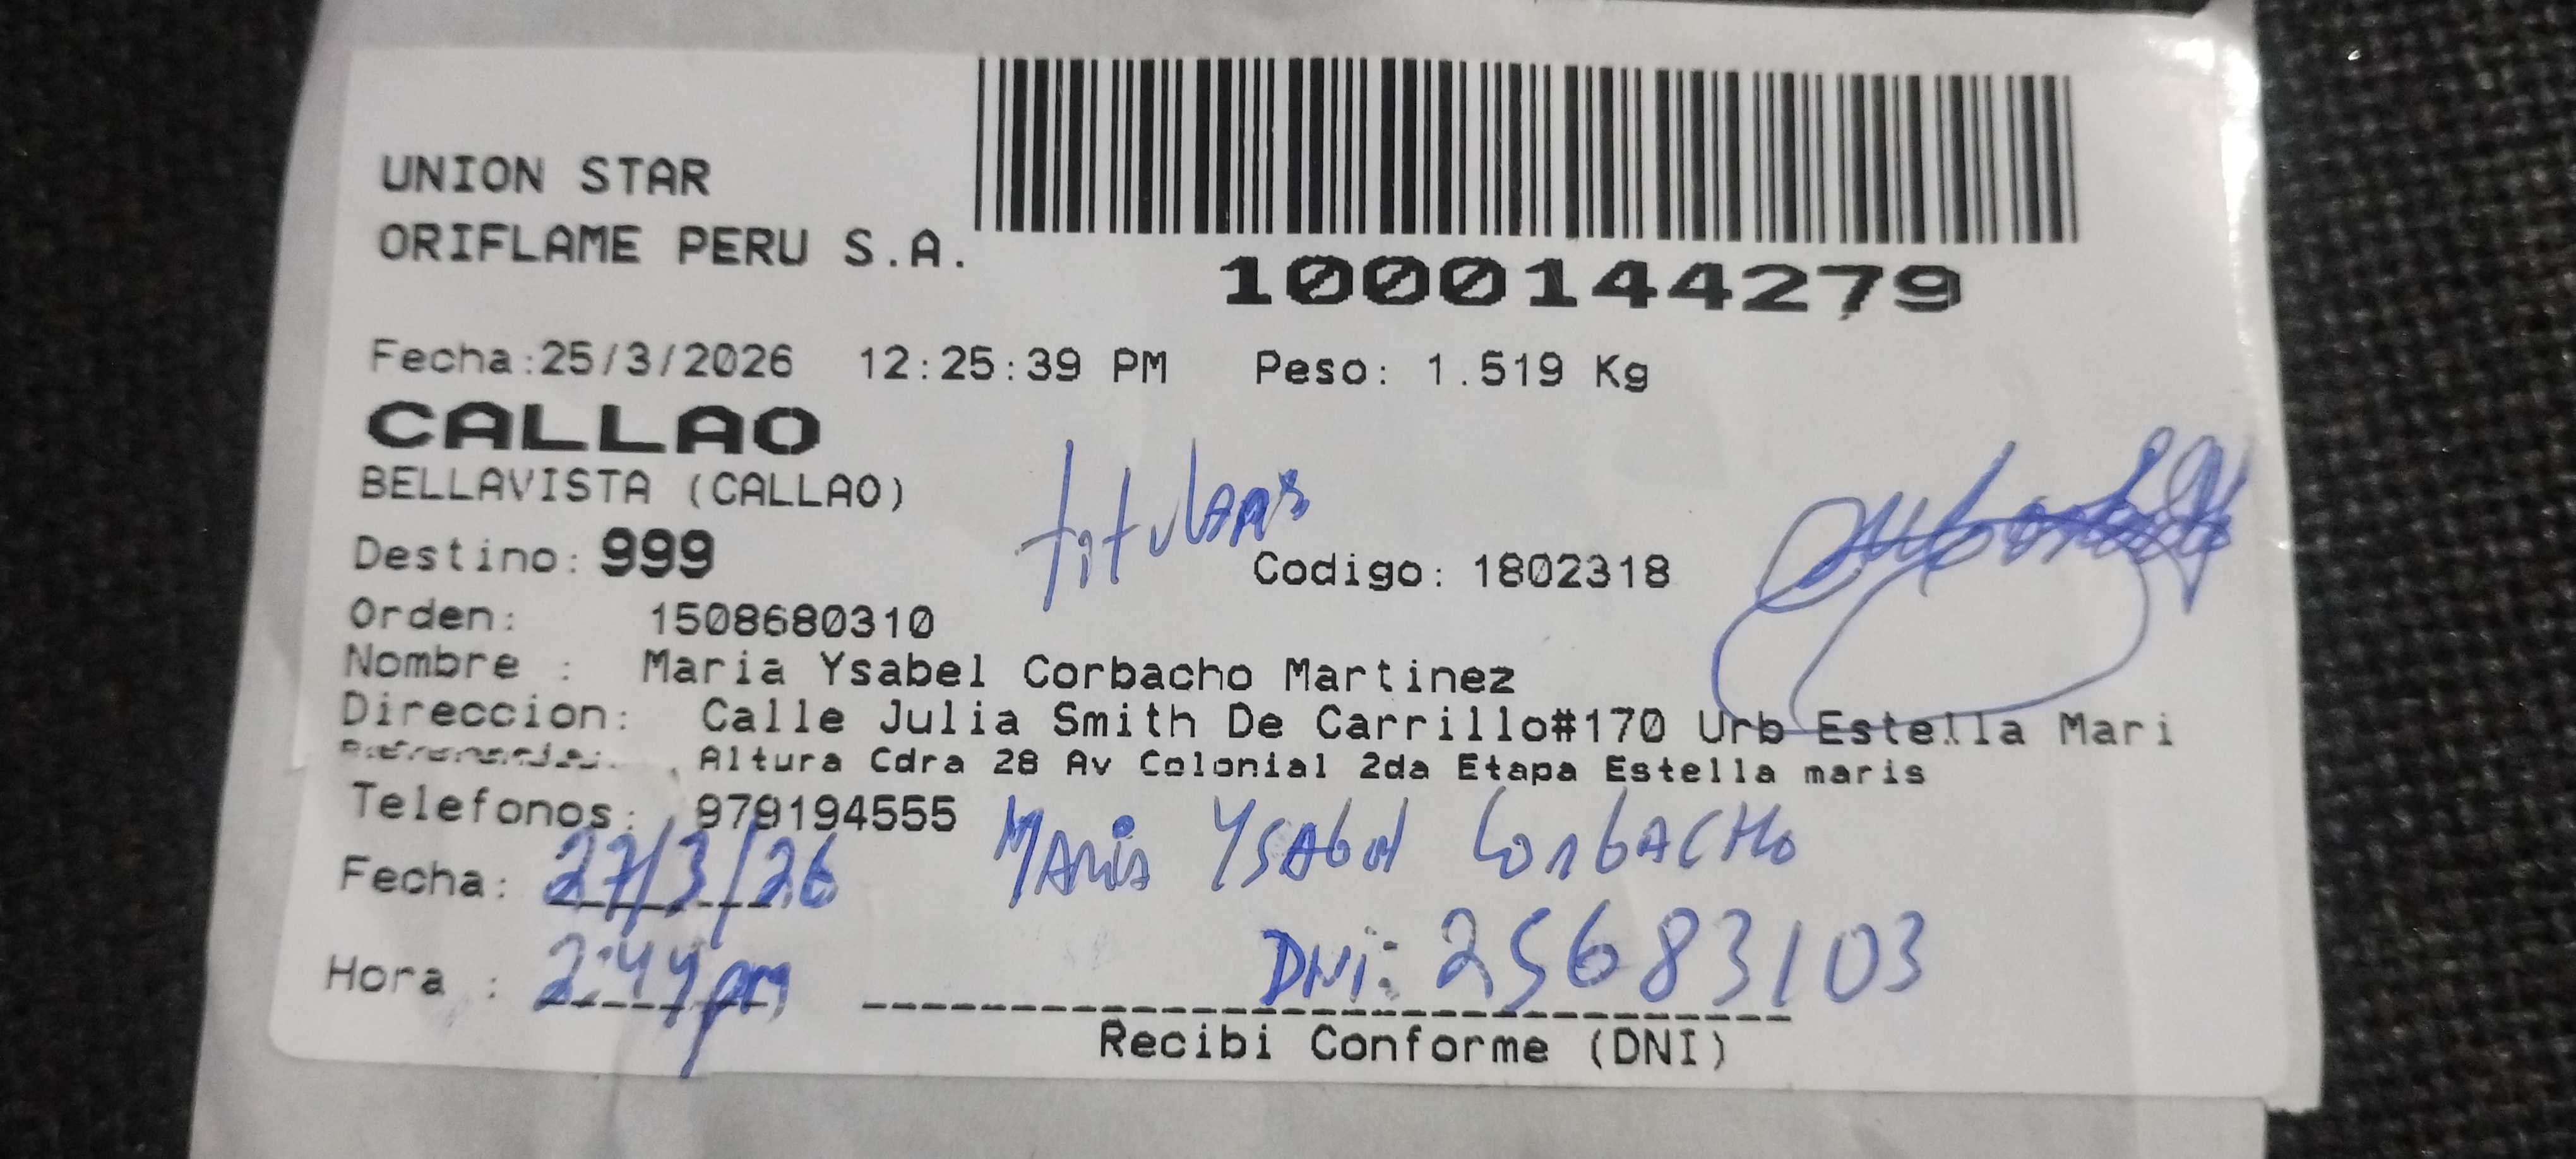 UNION STAR
ORIFLAME PERU S.A.
1000144279
Fecha:25/3/2026 12:25:39 PM Peso: 1.519 Kg
CALLAO
BELLAVISTA (CALLAO)
titular
Destino: 999 Codigo: 1802318
Orden: 1508680310
Nombre : Maria Ysabel Corbacho Martinez
Direccion: Calle Julia Smith De Carrillo#170 Urb Estella Mari
Referencia: Altura Cdra 28 Av Colonial 2da Etapa Estella maris
Telefonos: 979194555
Maria Ysabel Corbacho
Fecha: 27/3/26
DNi: 25683103
Hora : 2:44 pm
Recibi Conforme (DNI)